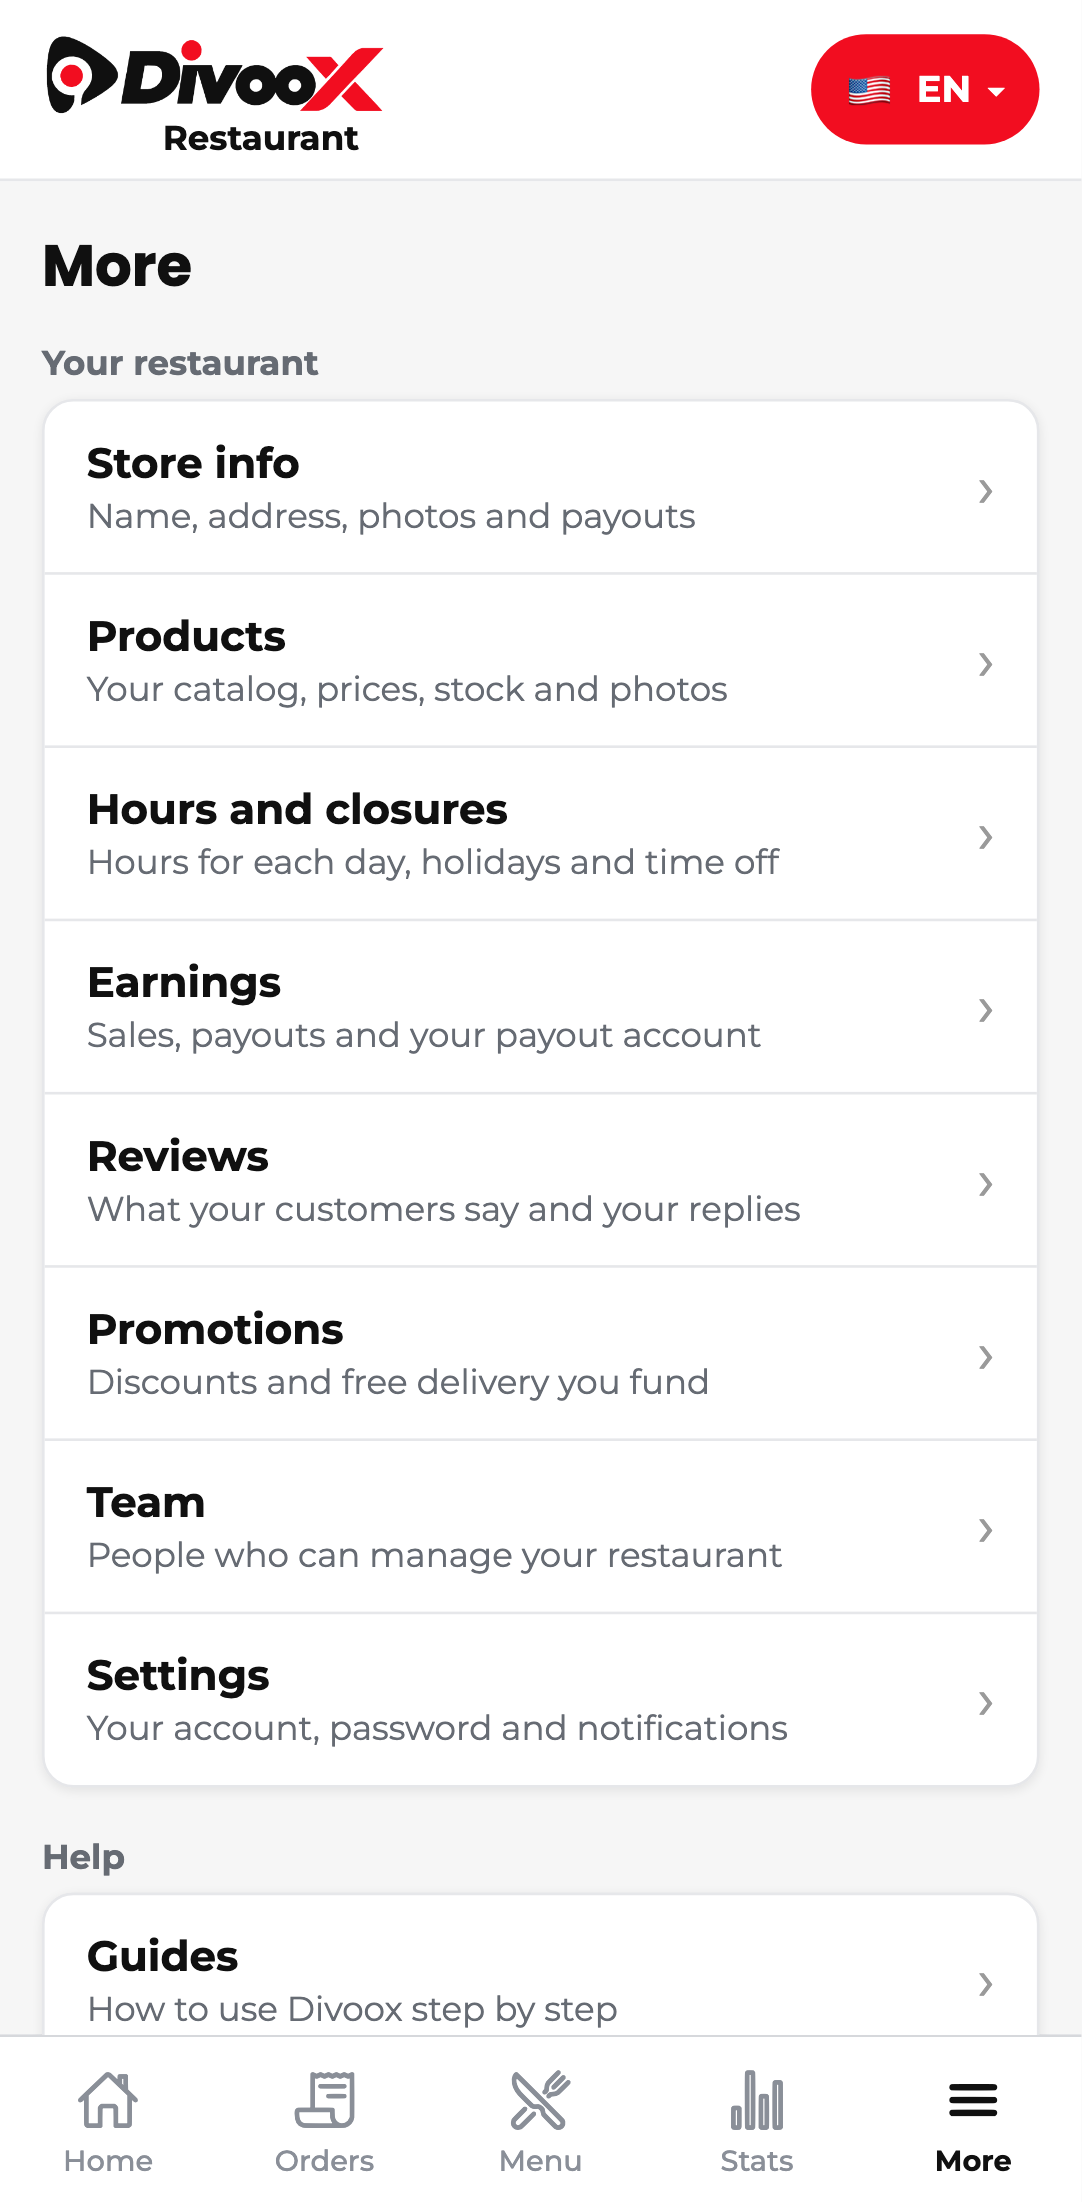 DivooX
Restaurant
EN
More
Your restaurant
Store info
Name, address, photos and payouts
Products
Your catalog, prices, stock and photos
Hours and closures
Hours for each day, holidays and time off
Earnings
Sales, payouts and your payout account
Reviews
What your customers say and your replies
Promotions
Discounts and free delivery you fund
Team
People who can manage your restaurant
Settings
Your account, password and notifications
Help
Guides
How to use Divoox step by step
Home
Orders
Menu
Stats
More